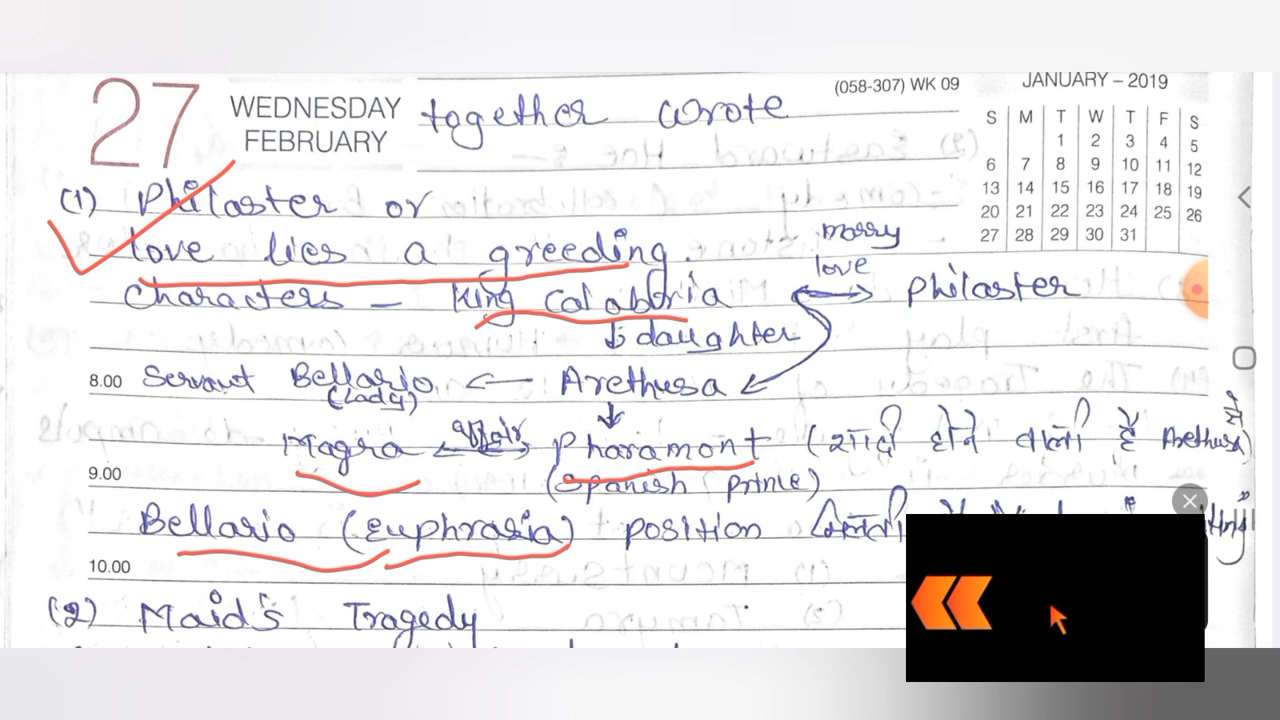 27
WEDNESDAY
FEBRUARY
(058-307) WK 09
JANUARY – 2019
S M T W T F S
1 2 3 4 5
6 7 8 9 10 11 12
13 14 15 16 17 18 19
20 21 22 23 24 25 26
27 28 29 30 31
together wrote
(1) Philaster or
Love lies a greeding.
marry
love
Characters – King Calabria
Philaster
daughter
8.00 Servant Bellario Arethusa
(Lady)
Magra affair Pharamont (शादी होने वाली है Arethusa
9.00
(Spanish Prince)
Bellario (Euphrasia) position
10.00
(2) Maid's Tragedy